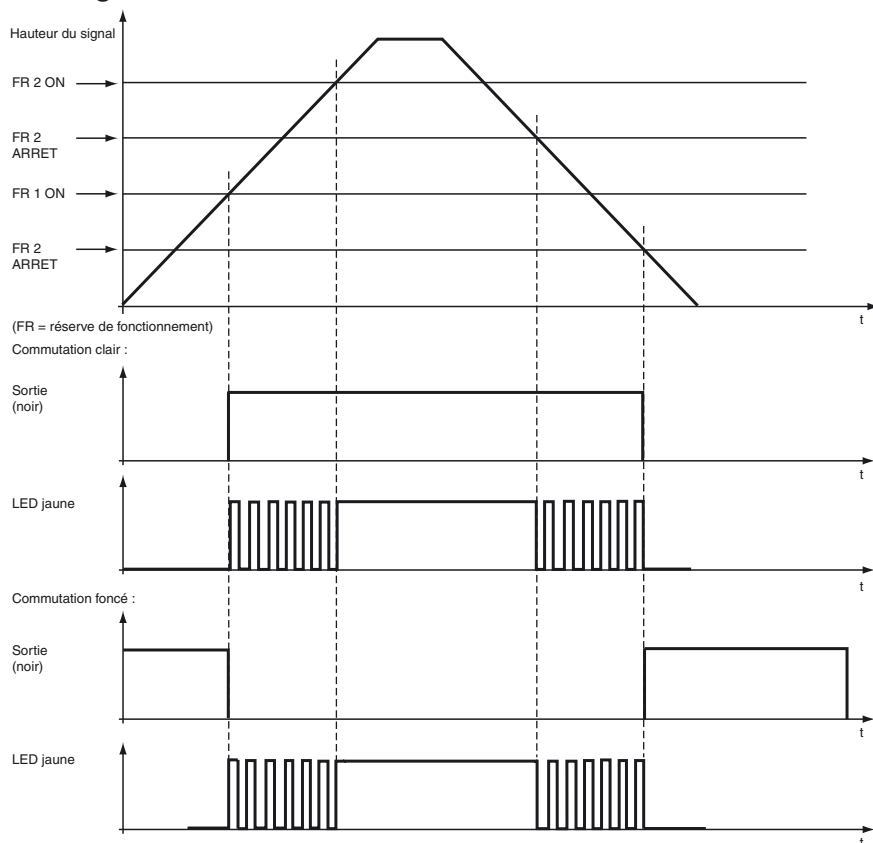 Hauteur du signal
FR 2 ON
FR 2
ARRET
FR 1 ON
FR 2
ARRET
t
(FR = réserve de fonctionnement)
Commutation clair :
Sortie
(noir)
t
LED jaune
t
Commutation foncé :
Sortie
(noir)
t
LED jaune
t